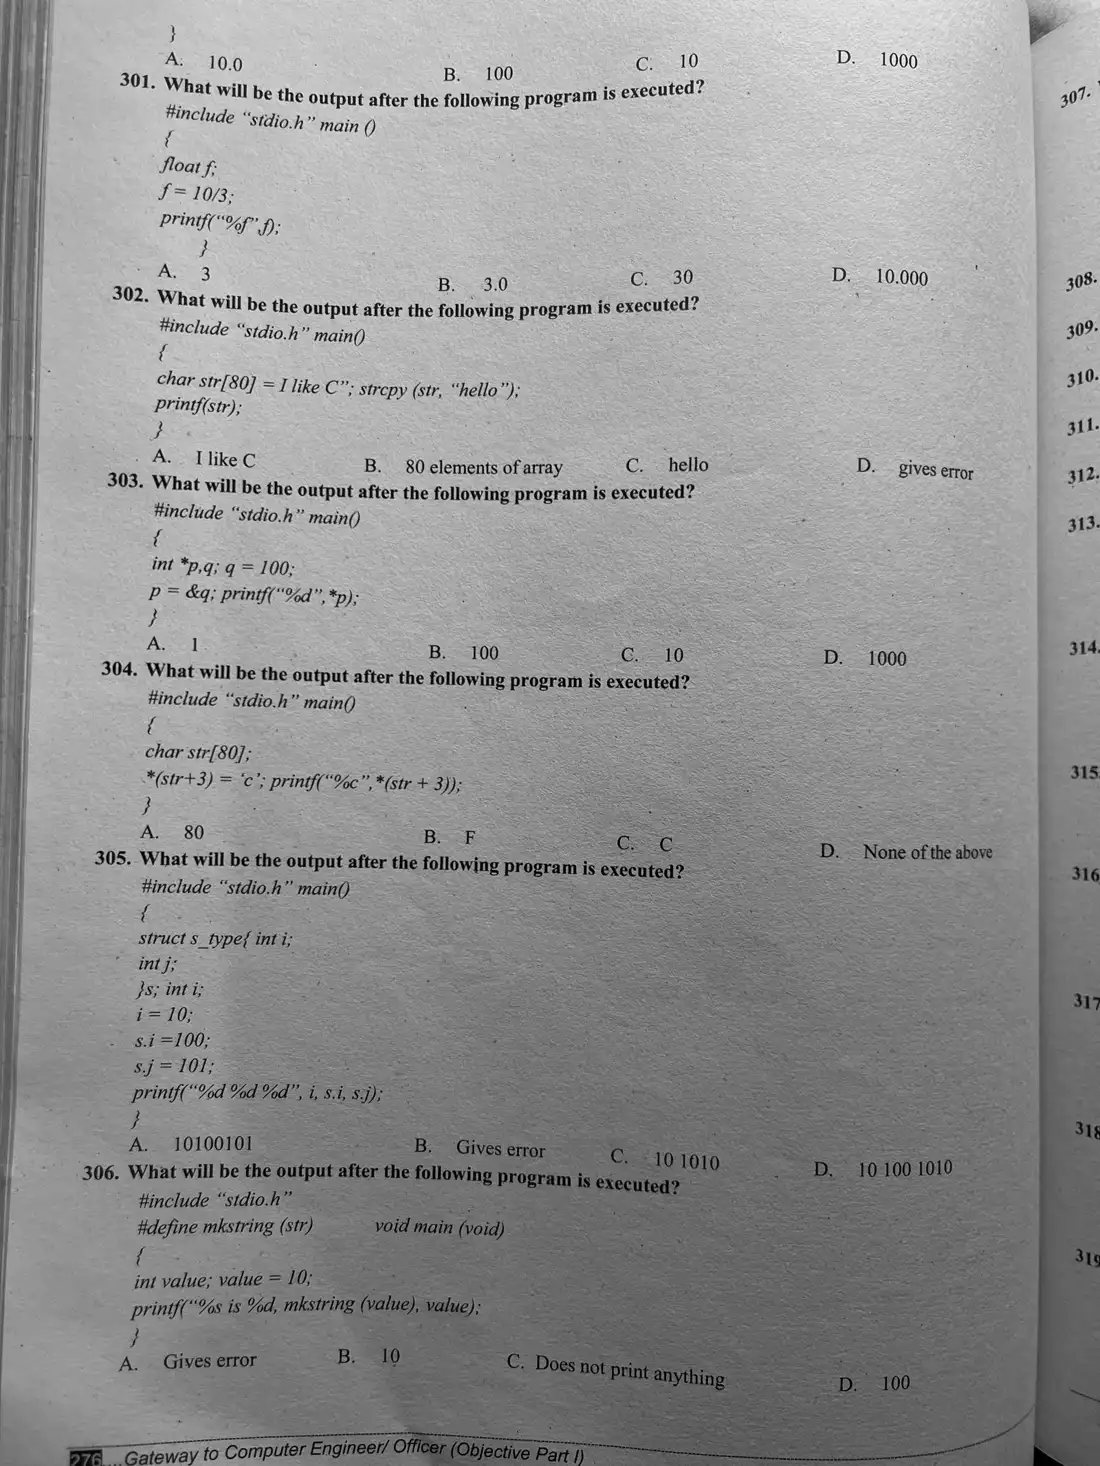 }
A. 10.0 B. 100 C. 10 D. 1000
301. What will be the output after the following program is executed?
#include “stdio.h” main ()
{
float f;
f = 10/3;
printf(“%f”,f);
}
A. 3 B. 3.0 C. 30 D. 10.000
302. What will be the output after the following program is executed?
#include “stdio.h” main()
{
char str[80] = I like C”; strcpy (str, “hello”);
printf(str);
}
A. I like C B. 80 elements of array C. hello D. gives error
303. What will be the output after the following program is executed?
#include “stdio.h” main()
{
int *p,q; q = 100;
p = &q; printf(“%d”,*p);
}
A. 1 B. 100 C. 10 D. 1000
304. What will be the output after the following program is executed?
#include “stdio.h” main()
{
char str[80];
*(str+3) = ‘c’; printf(“%c”,*(str + 3));
}
A. 80 B. F C. C D. None of the above
305. What will be the output after the following program is executed?
#include “stdio.h” main()
{
struct s_type{ int i;
int j;
}s; int i;
i = 10;
s.i =100;
s.j = 101;
printf(“%d %d %d”, i, s.i, s.j);
}
A. 10100101 B. Gives error C. 10 1010 D. 10 100 1010
306. What will be the output after the following program is executed?
#include “stdio.h”
#define mkstring (str) void main (void)
{
int value; value = 10;
printf(“%s is %d, mkstring (value), value);
}
A. Gives error B. 10 C. Does not print anything D. 100
276 ....Gateway to Computer Engineer/ Officer (Objective Part I)
307.
308.
309.
310.
311.
312.
313.
314.
315
316
317
318
319